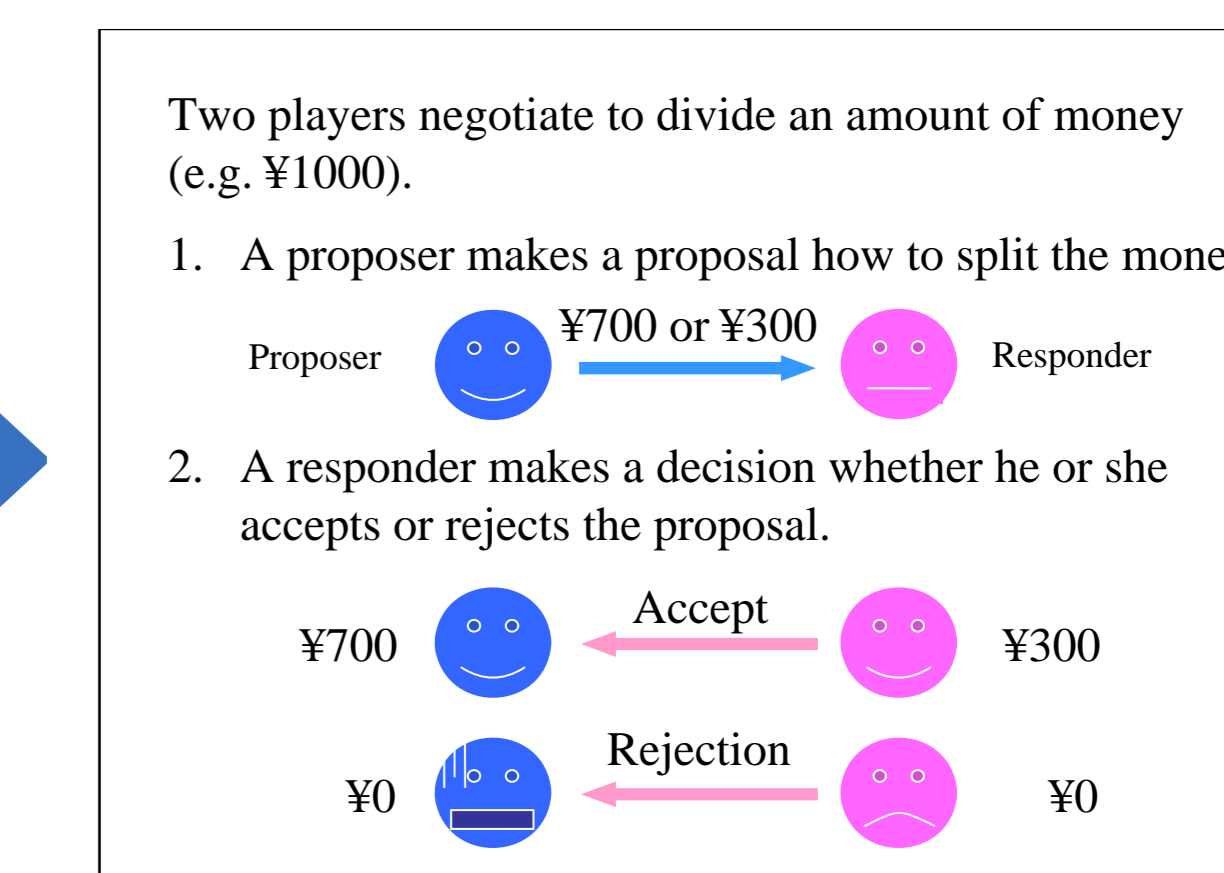 Two players negotiate to divide an amount of money
(e.g. ¥1000).
1. A proposer makes a proposal how to split the mone
¥700 or ¥300
Proposer Responder
2. A responder makes a decision whether he or she
accepts or rejects the proposal.
Accept
¥700 ¥300
Rejection
¥0 ¥0